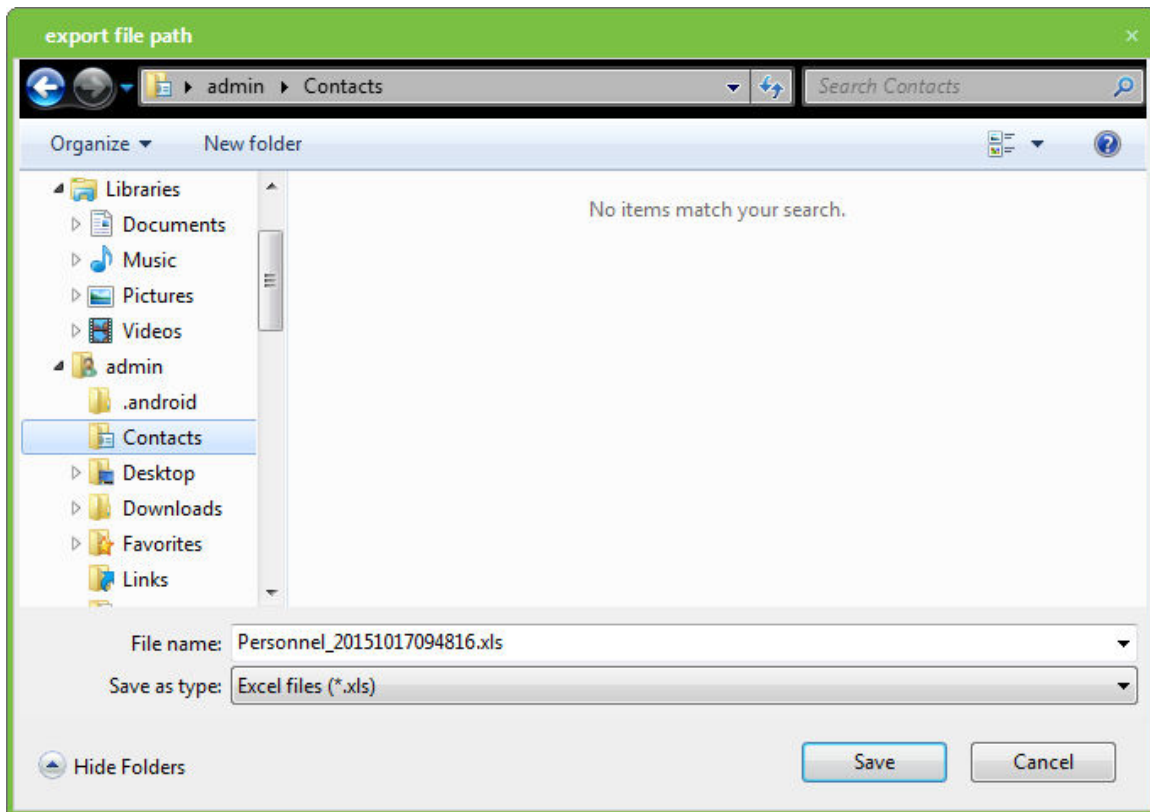 export file path
admin Contacts Search Contacts
Organize New folder
Libraries
Documents
Music
Pictures
Videos
admin
.android
Contacts
Desktop
Downloads
Favorites
Links
No items match your search.
File name: Personnel_20151017094816.xls
Save as type: Excel files (*.xls)
Hide Folders Save Cancel